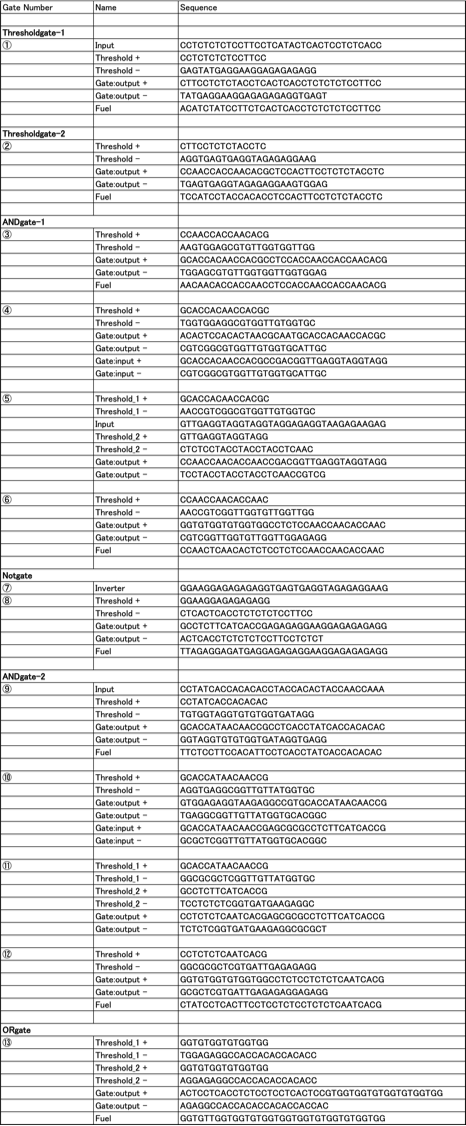 Gate Number Name Sequence
Thresholdgate-1
① Input CCTCTCTCTCCTTCCTCATACTCACTCCTCTCACC
Threshold + CCTCTCTCTCCTTCC
Threshold - GAGTATGAGGAAGGAGAGAGAGG
Gate:output + CTTCCTCTCTACCTCACTCACCTCTCTCTCCTTCC
Gate:output - TATGAGGAAGGAGAGAGAGGTGAGT
Fuel ACATCTATCCTTCTCACTCACCTCTCTCTCCTTCC
Thresholdgate-2
② Threshold + CTTCCTCTCTACCTC
Threshold - AGGTGAGTGAGGTAGAGAGGAAG
Gate:output + CCAACCACCAACACGCTCCACTTCCTCTCTACCTC
Gate:output - TGAGTGAGGTAGAGAGGAAGTGGAG
Fuel TCCATCCTACCACACCTCCACTTCCTCTCTACCTC
ANDgate-1
③ Threshold + CCAACCACCAACACG
Threshold - AAGTGGAGCGTGTTGGTGGTTGG
Gate:output + GCACCACAACCACGCCTCCACCAACCACCAACACG
Gate:output - TGGAGCGTGTTGGTGGTTGGTGGAG
Fuel AACAACACCACCAACCTCCACCAACCACCAACACG
④ Threshold + GCACCACAACCACGC
Threshold - TGGTGGAGGCGTGGTTGTGGTGC
Gate:output + ACACTCCACACTAACGCAATGCACCACAACCACGC
Gate:output - CGTCGGCGTGGTTGTGGTGCATTGC
Gate:input + GCACCACAACCACGCCGACGGTTGAGGTAGGTAGG
Gate:input - CGTCGGCGTGGTTGTGGTGCATTGC
⑤ Threshold_1 + GCACCACAACCACGC
Threshold_1 - AACCGTCGGCGTGGTTGTGGTGC
Input GTTGAGGTAGGTAGGTAGGAGAGGTAAGAGAAGAG
Threshold_2 + GTTGAGGTAGGTAGG
Threshold_2 - CTCTCCTACCTACCTACCTCAAC
Gate:output + CCAACCAACACCAACCGACGGTTGAGGTAGGTAGG
Gate:output - TCCTACCTACCTACCTCAACCGTCG
⑥ Threshold + CCAACCAACACCAAC
Threshold - AACCGTCGGTTGGTGTTGGTTGG
Gate:output + GGTGTGGTGTGGTGGCCTCTCCAACCAACACCAAC
Gate:output - CGTCGGTTGGTGTTGGTTGGAGAGG
Fuel CCAACTCAACACTCTCCTCTCCAACCAACACCAAC
Notgate
⑦ Inverter GGAAGGAGAGAGAGGTGAGTGAGGTAGAGAGGAAG
⑧ Threshold + GGAAGGAGAGAGAGG
Threshold - CTCACTCACCTCTCTCTCCTTCC
Gate:output + GCCTCTTCATCACCGAGAGAGGAAGGAGAGAGAGG
Gate:output - ACTCACCTCTCTCTCCTTCCTCTCT
Fuel TTAGAGGAGATGAGGAGAGAGGAAGGAGAGAGAGG
ANDgate-2
⑨ Input CCTATCACCACACACCTACCACACTACCAACCAAA
Threshold + CCTATCACCACACAC
Threshold - TGTGGTAGGTGTGTGGTGATAGG
Gate:output + GCACCATAACAACCGCCTCACCTATCACCACACAC
Gate:output - GGTAGGTGTGTGGTGATAGGTGAGG
Fuel TTCTCCTTCCACATTCCTCACCTATCACCACACAC
⑩ Threshold + GCACCATAACAACCG
Threshold - AGGTGAGGCGGTTGTTATGGTGC
Gate:output + GTGGAGAGGTAAGAGGCCGTGCACCATAACAACCG
Gate:output - TGAGGCGGTTGTTATGGTGCACGGC
Gate:input + GCACCATAACAACCGAGCGCGCCTCTTCATCACCG
Gate:input - GCGCTCGGTTGTTATGGTGCACGGC
⑪ Threshold_1 + GCACCATAACAACCG
Threshold_1 - GGCGCGCTCGGTTGTTATGGTGC
Threshold_2 + GCCTCTTCATCACCG
Threshold_2 - TCCTCTCTCGGTGATGAAGAGGC
Gate:output + CCTCTCTCAATCACGAGCGCGCCTCTTCATCACCG
Gate:output - TCTCTCGGTGATGAAGAGGCGCGCT
⑫ Threshold + CCTCTCTCAATCACG
Threshold - GGCGCGCTCGTGATTGAGAGAGG
Gate:output + GGTGTGGTGTGGTGGCCTCTCCTCTCTCAATCACG
Gate:output - GCGCTCGTGATTGAGAGAGGAGAGG
Fuel CTATCCTCACTTCCTCCTCTCCTCTCTCAATCACG
ORgate
⑬ Threshold_1 + GGTGTGGTGTGGTGG
Threshold_1 - TGGAGAGGCCACCACACCACACC
Threshold_2 + GGTGTGGTGTGGTGG
Threshold_2 - AGGAGAGGCCACCACACCACACC
Gate:output + ACTCCTCACCTCTCCTCCTCACTCCGTGGTGGTGTGGTGTGGTGG
Gate:output - AGAGGCCACCACACCACACCACCAC
Fuel GGTGTTGGTGGTGTGGTGGTGGTGTGGTGTGGTGG